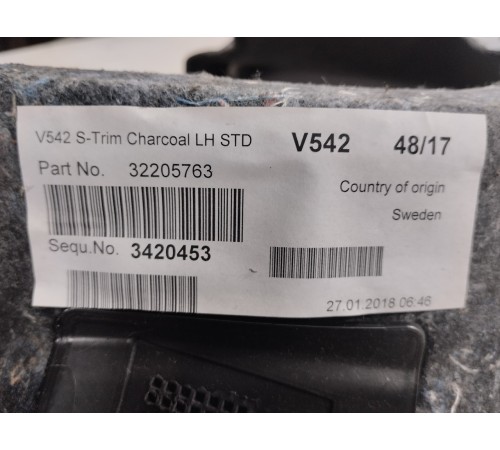 V542 S-Trim Charcoal LH STD V542 48/17
Part No. 32205763
Country of origin
Sweden
Sequ.No. 3420453
27.01.2018 06:46